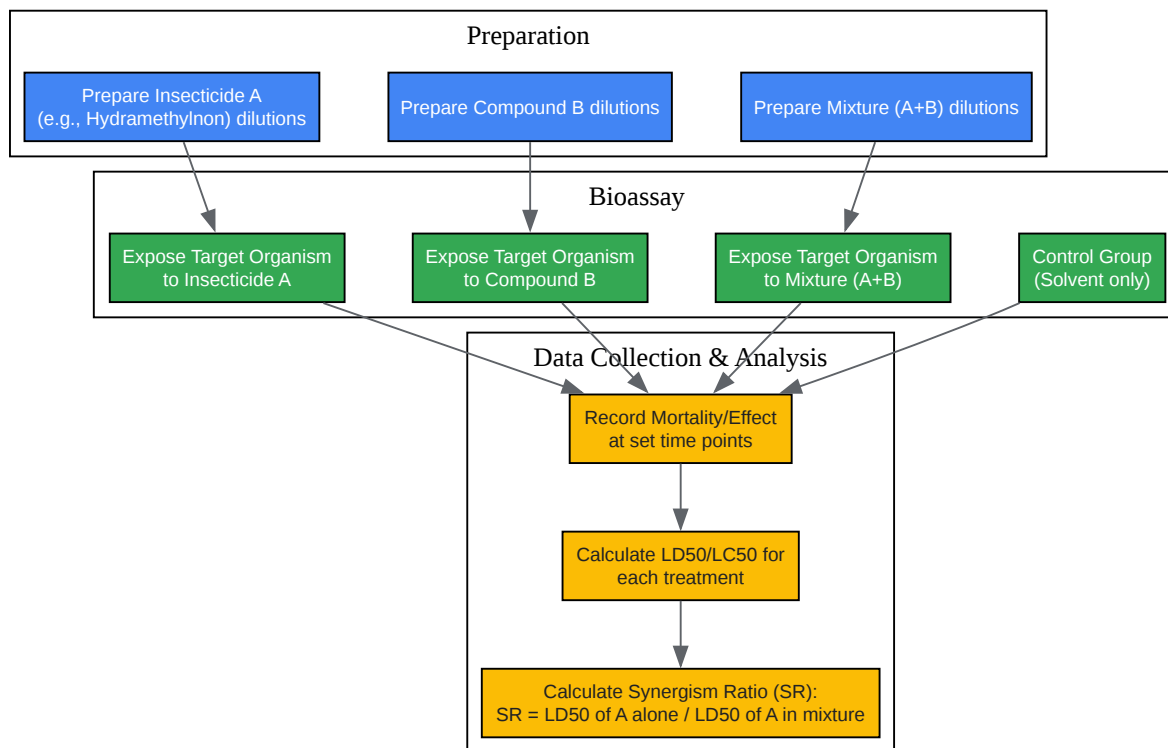 Preparation
Prepare Insecticide A
(e.g., Hydramethylnon) dilutions
Prepare Compound B dilutions
Prepare Mixture (A+B) dilutions
Bioassay
Expose Target Organism
to Insecticide A
Expose Target Organism
to Compound B
Expose Target Organism
to Mixture (A+B)
Control Group
(Solvent only)
Data Collection & Analysis
Record Mortality/Effect
at set time points
Calculate LD50/LC50 for
each treatment
Calculate Synergism Ratio (SR):
SR = LD50 of A alone / LD50 of A in mixture